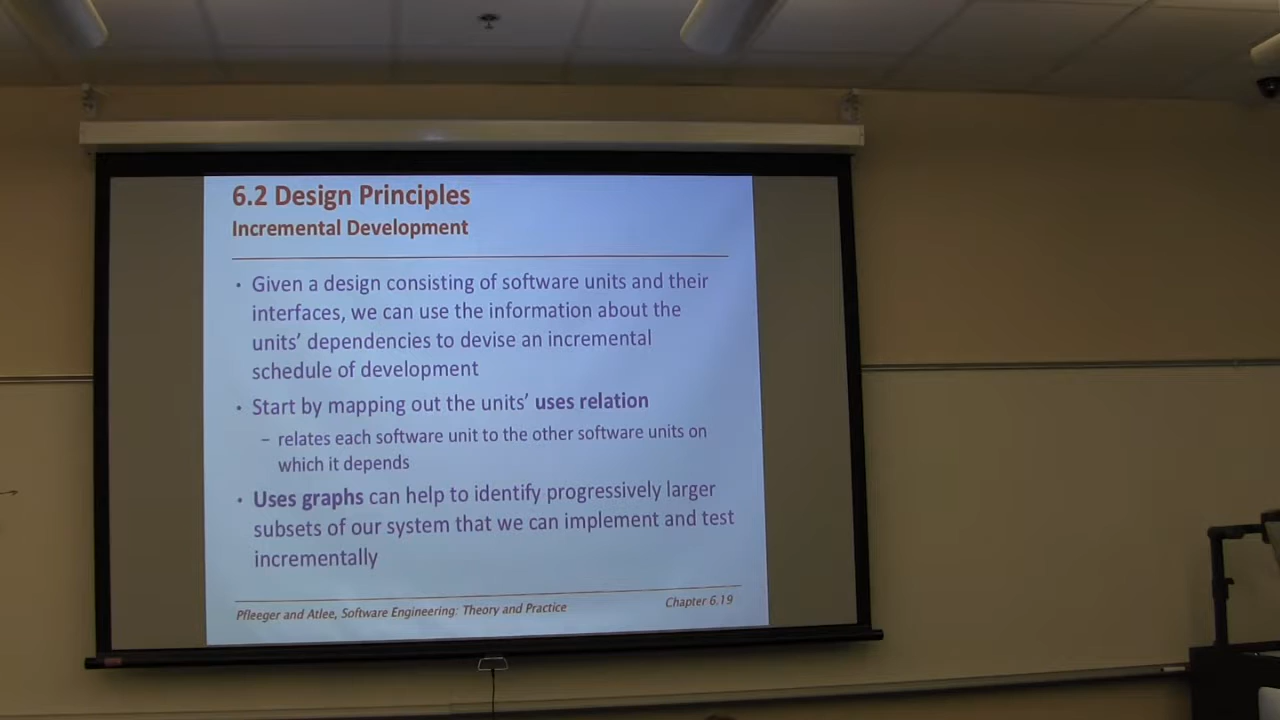 6.2 Design Principles
Incremental Development
• Given a design consisting of software units and their
interfaces, we can use the information about the
units’ dependencies to devise an incremental
schedule of development
• Start by mapping out the units’ uses relation
– relates each software unit to the other software units on
which it depends
• Uses graphs can help to identify progressively larger
subsets of our system that we can implement and test
incrementally
Pfleeger and Atlee, Software Engineering: Theory and Practice
Chapter 6.19